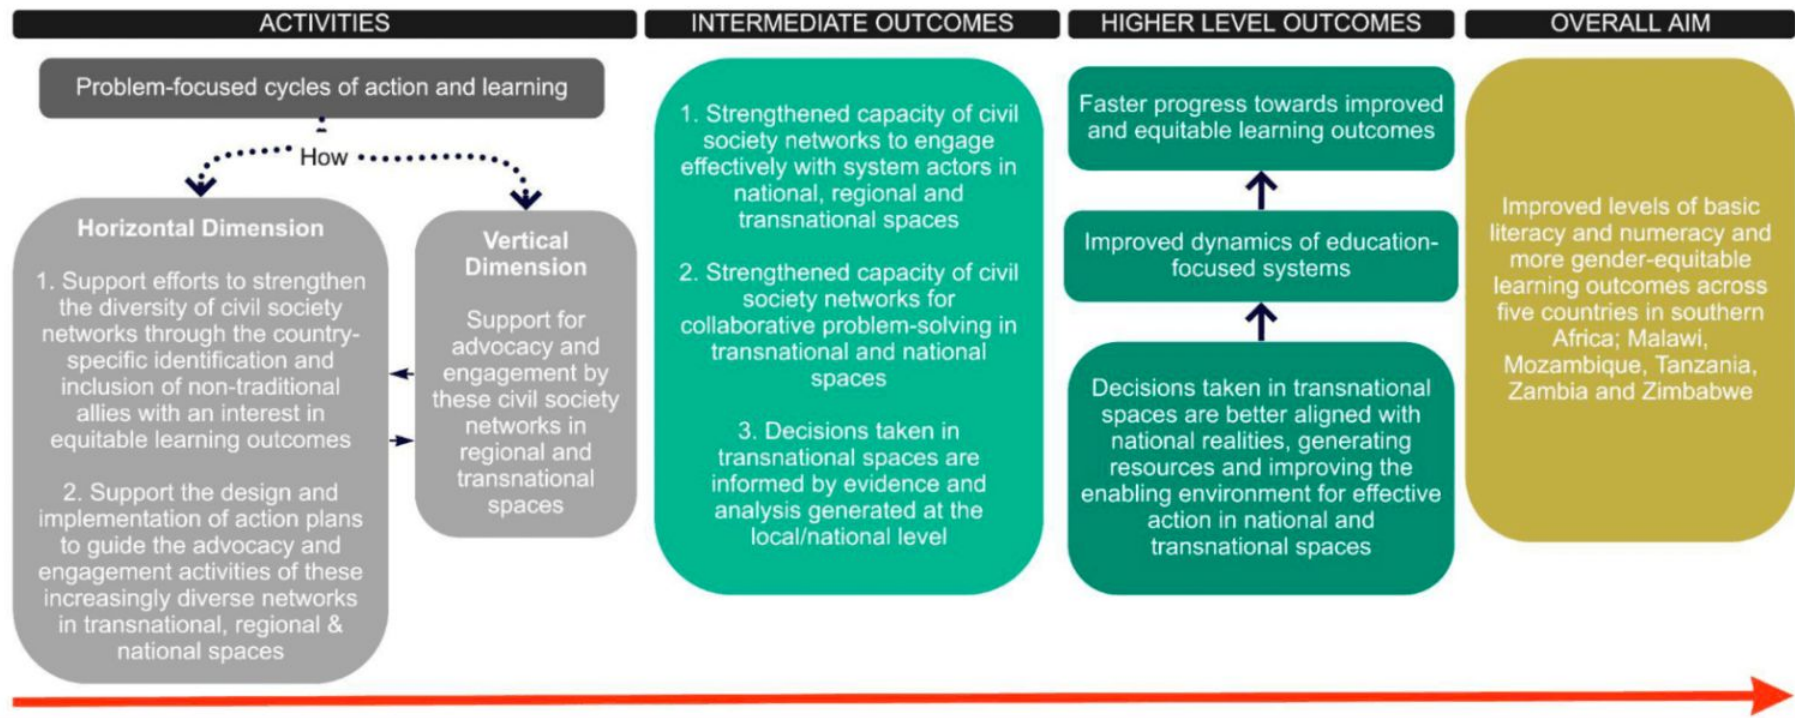 ACTIVITIES
INTERMEDIATE OUTCOMES
HIGHER LEVEL OUTCOMES
OVERALL AIM
Problem-focused cycles of action and learning
How
Horizontal Dimension
1. Support efforts to strengthen
the diversity of civil society
networks through the country-
specific identification and
inclusion of non-traditional
allies with an interest in
equitable learning outcomes
2. Support the design and
implementation of action plans
to guide the advocacy and
engagement activities of these
increasingly diverse networks
in transnational, regional &
national spaces
Vertical
Dimension
Support for
advocacy and
engagement by
these civil society
networks in
regional and
transnational
spaces
1. Strengthened capacity of civil
society networks to engage
effectively with system actors in
national, regional and
transnational spaces
2. Strengthened capacity of civil
society networks for
collaborative problem-solving in
transnational and national
spaces
3. Decisions taken in
transnational spaces are
informed by evidence and
analysis generated at the
local/national level
Faster progress towards improved
and equitable learning outcomes
Improved dynamics of education-
focused systems
Decisions taken in transnational
spaces are better aligned with
national realities, generating
resources and improving the
enabling environment for effective
action in national and
transnational spaces
Improved levels of basic
literacy and numeracy and
more gender-equitable
learning outcomes across
five countries in southern
Africa; Malawi,
Mozambique, Tanzania,
Zambia and Zimbabwe